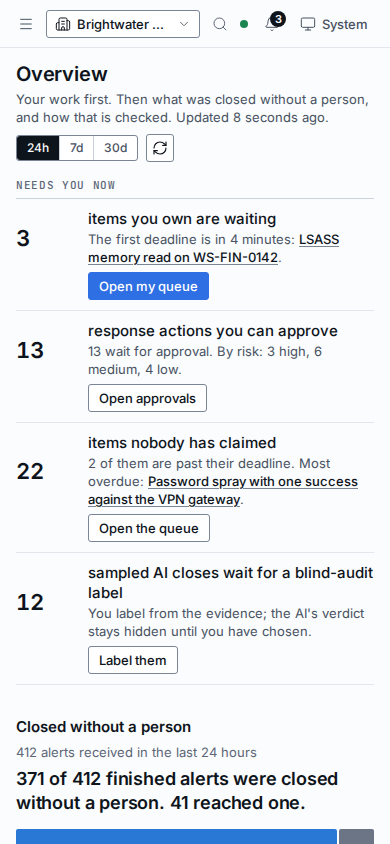 Brightwater ...
3
System
Overview
Your work first. Then what was closed without a person,
and how that is checked. Updated 8 seconds ago.
24h
7d
30d
NEEDS YOU NOW
3
items you own are waiting
The first deadline is in 4 minutes: LSASS
memory read on WS-FIN-0142.
Open my queue
13
response actions you can approve
13 wait for approval. By risk: 3 high, 6
medium, 4 low.
Open approvals
22
items nobody has claimed
2 of them are past their deadline. Most
overdue: Password spray with one success
against the VPN gateway.
Open the queue
12
sampled AI closes wait for a blind-audit
label
You label from the evidence; the AI's verdict
stays hidden until you have chosen.
Label them
Closed without a person
412 alerts received in the last 24 hours
371 of 412 finished alerts were closed
without a person. 41 reached one.